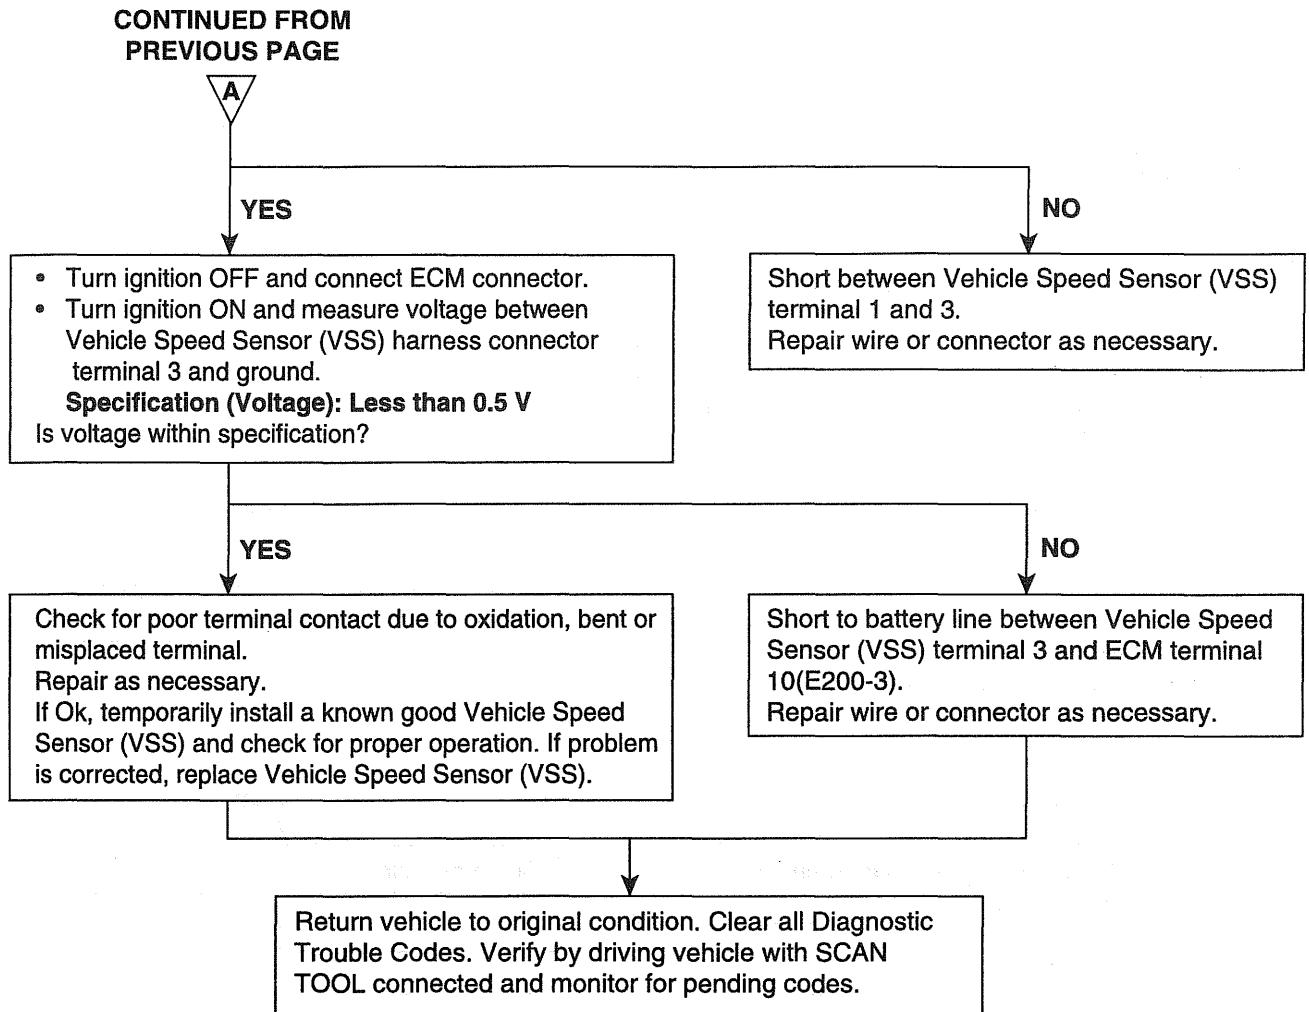 CONTINUED FROM
PREVIOUS PAGE
A
YES
NO
• Turn ignition OFF and connect ECM connector.
• Turn ignition ON and measure voltage between
Vehicle Speed Sensor (VSS) harness connector
terminal 3 and ground.
Specification (Voltage): Less than 0.5 V
Is voltage within specification?
Short between Vehicle Speed Sensor (VSS)
terminal 1 and 3.
Repair wire or connector as necessary.
YES
NO
Check for poor terminal contact due to oxidation, bent or
misplaced terminal.
Repair as necessary.
If Ok, temporarily install a known good Vehicle Speed
Sensor (VSS) and check for proper operation. If problem
is corrected, replace Vehicle Speed Sensor (VSS).
Short to battery line between Vehicle Speed
Sensor (VSS) terminal 3 and ECM terminal
10(E200-3).
Repair wire or connector as necessary.
Return vehicle to original condition. Clear all Diagnostic
Trouble Codes. Verify by driving vehicle with SCAN
TOOL connected and monitor for pending codes.